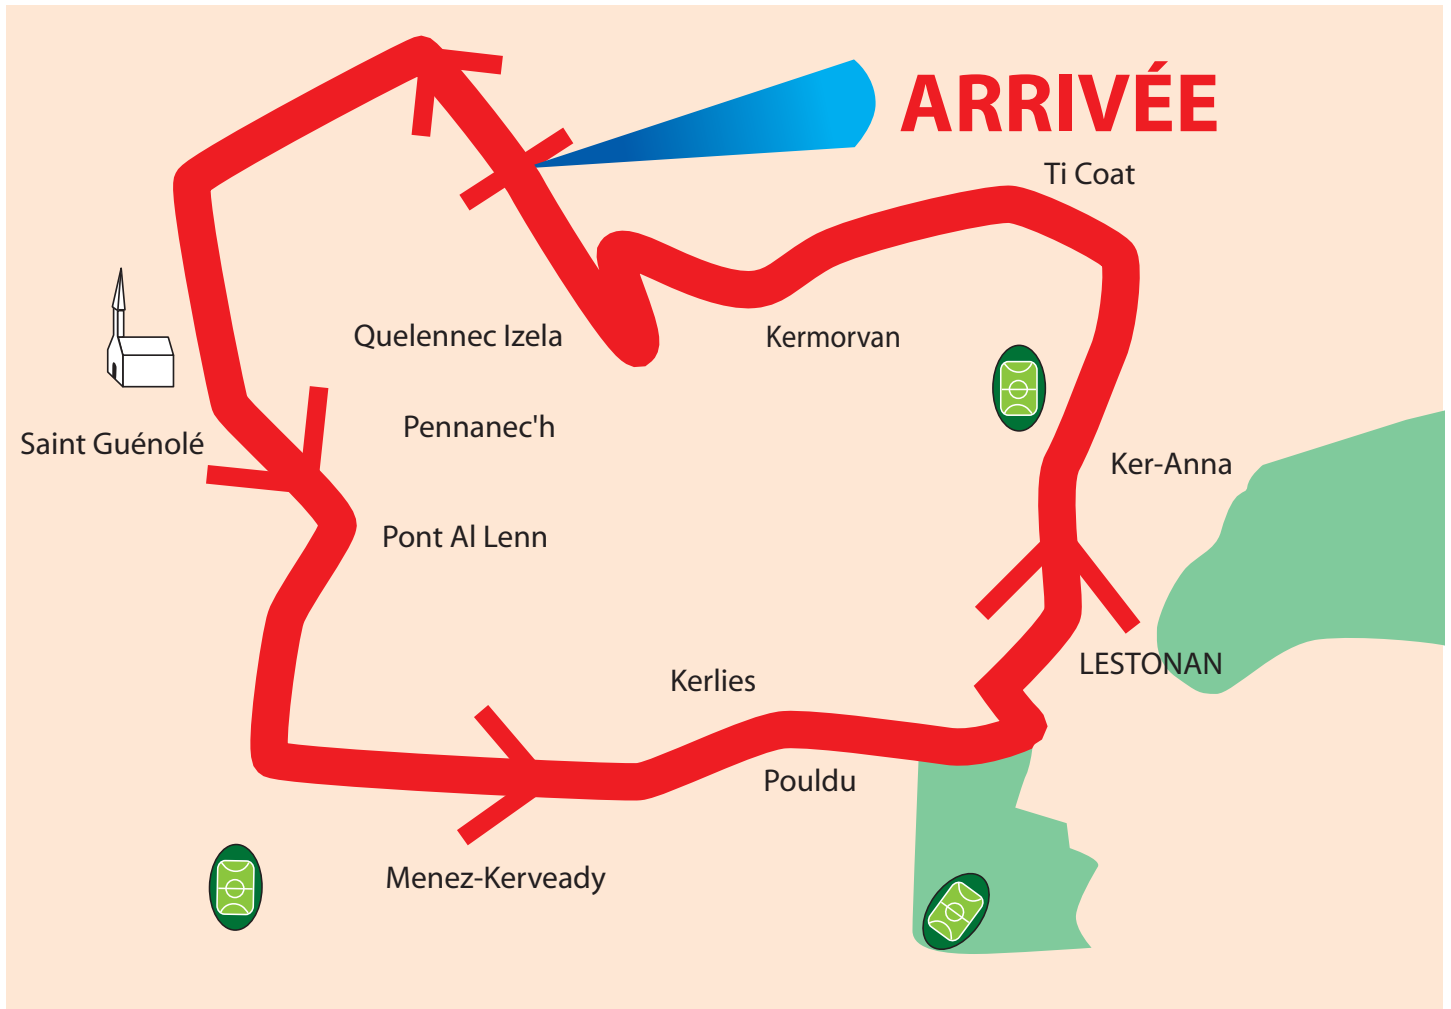 ARRIVÉE
Ti Coat
Quelennec Izela
Kermorvan
Pennanec'h
Saint Guénolé
Ker-Anna
Pont Al Lenn
LESTONAN
Kerlies
Pouldu
Menez-Kerveady